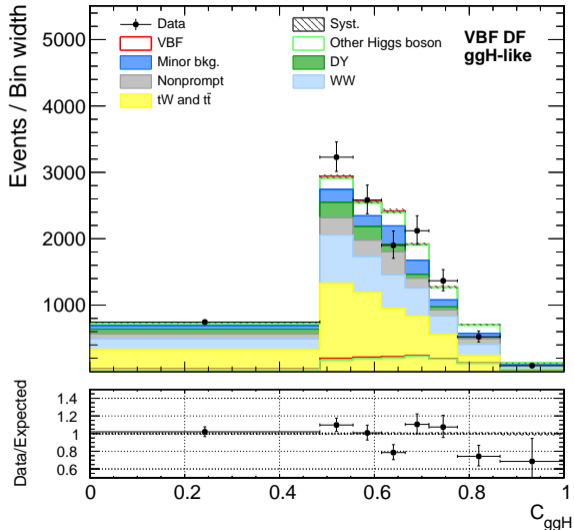 Events / Bin width
5000
4000
3000
2000
1000
Data
VBF
Minor bkg.
Nonprompt
tW and tt̄
Syst.
Other Higgs boson
DY
WW
VBF DF
ggH-like
Data/Expected
1.4
1.2
1
0.8
0.6
0
0.2
0.4
0.6
0.8
1
C_ggH